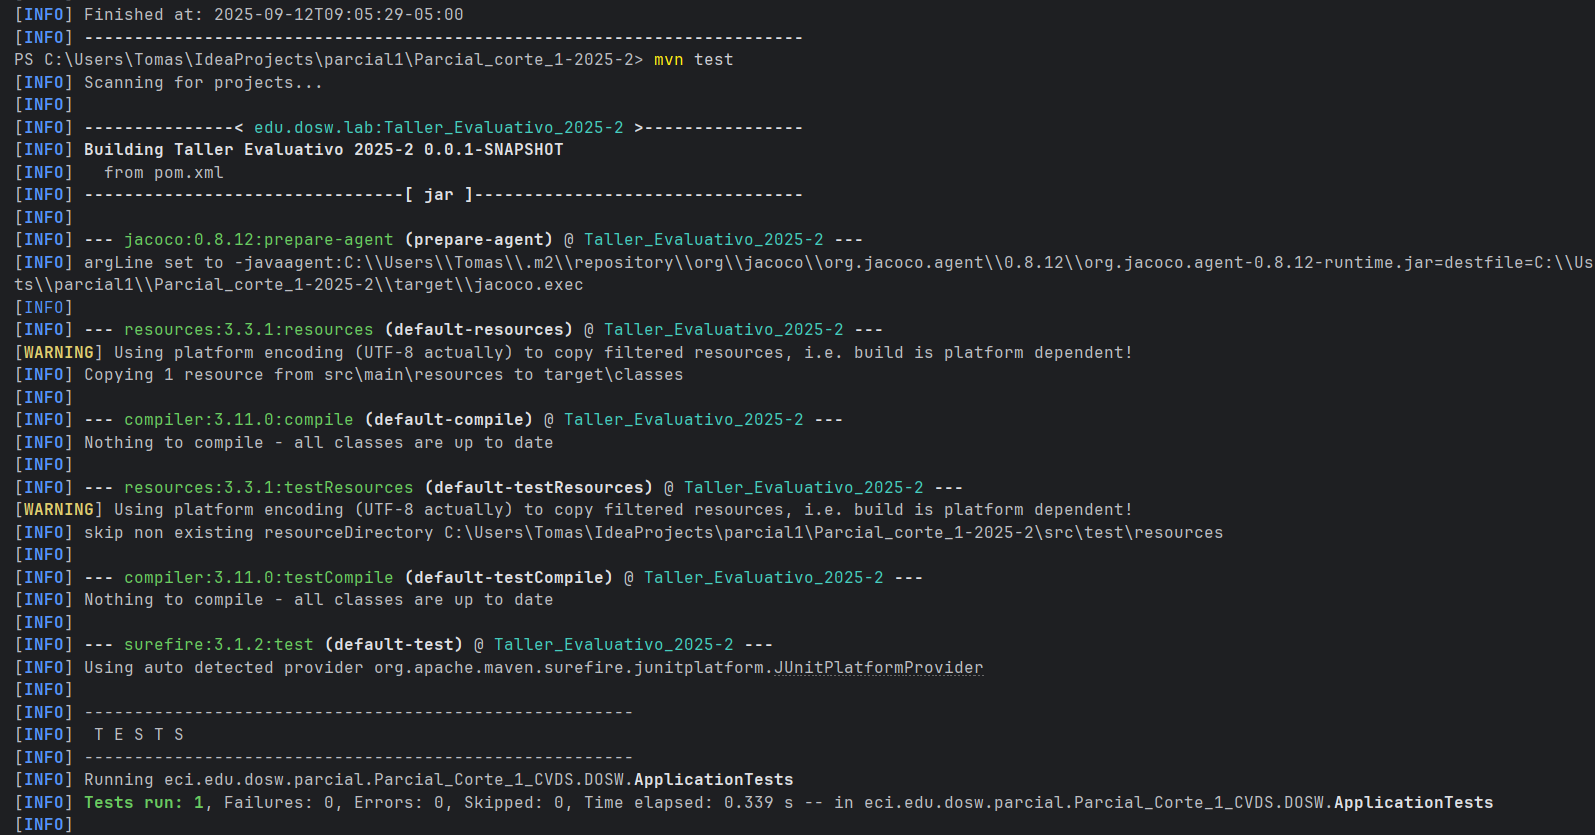 [INFO] Finished at: 2025-09-12T09:05:29-05:00
[INFO] ------------------------------------------------------------------------
PS C:\Users\Tomas\IdeaProjects\parcial1\Parcial_corte_1-2025-2> mvn test
[INFO] Scanning for projects...
[INFO]
[INFO] ---------------< edu.dosw.lab:Taller_Evaluativo_2025-2 >----------------
[INFO] Building Taller Evaluativo 2025-2 0.0.1-SNAPSHOT
[INFO]   from pom.xml
[INFO] --------------------------------[ jar ]---------------------------------
[INFO]
[INFO] --- jacoco:0.8.12:prepare-agent (prepare-agent) @ Taller_Evaluativo_2025-2 ---
[INFO] argLine set to -javaagent:C:\\Users\\Tomas\\.m2\\repository\\org\\jacoco\\org.jacoco.agent\\0.8.12\\org.jacoco.agent-0.8.12-runtime.jar=destfile=C:\\Us
ts\\parcial1\\Parcial_corte_1-2025-2\\target\\jacoco.exec
[INFO]
[INFO] --- resources:3.3.1:resources (default-resources) @ Taller_Evaluativo_2025-2 ---
[WARNING] Using platform encoding (UTF-8 actually) to copy filtered resources, i.e. build is platform dependent!
[INFO] Copying 1 resource from src\main\resources to target\classes
[INFO]
[INFO] --- compiler:3.11.0:compile (default-compile) @ Taller_Evaluativo_2025-2 ---
[INFO] Nothing to compile - all classes are up to date
[INFO]
[INFO] --- resources:3.3.1:testResources (default-testResources) @ Taller_Evaluativo_2025-2 ---
[WARNING] Using platform encoding (UTF-8 actually) to copy filtered resources, i.e. build is platform dependent!
[INFO] skip non existing resourceDirectory C:\Users\Tomas\IdeaProjects\parcial1\Parcial_corte_1-2025-2\src\test\resources
[INFO]
[INFO] --- compiler:3.11.0:testCompile (default-testCompile) @ Taller_Evaluativo_2025-2 ---
[INFO] Nothing to compile - all classes are up to date
[INFO]
[INFO] --- surefire:3.1.2:test (default-test) @ Taller_Evaluativo_2025-2 ---
[INFO] Using auto detected provider org.apache.maven.surefire.junitplatform.JUnitPlatformProvider
[INFO]
[INFO] -------------------------------------------------------
[INFO]  T E S T S
[INFO] -------------------------------------------------------
[INFO] Running eci.edu.dosw.parcial.Parcial_Corte_1_CVDS.DOSW.ApplicationTests
[INFO] Tests run: 1, Failures: 0, Errors: 0, Skipped: 0, Time elapsed: 0.339 s -- in eci.edu.dosw.parcial.Parcial_Corte_1_CVDS.DOSW.ApplicationTests
[INFO]